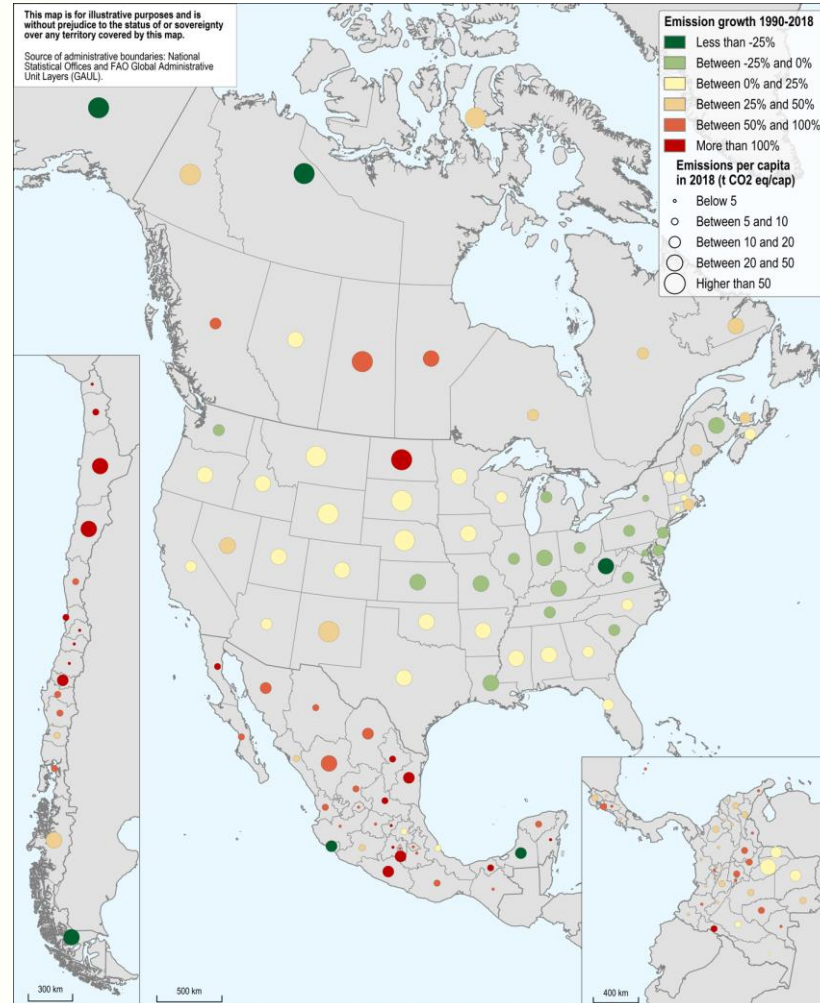 This map is for illustrative purposes and is
without prejudice to the status of or sovereignty
over any territory covered by this map.
Source of administrative boundaries: National
Statistical Offices and FAO Global Administrative
Unit Layers (GAUL).
Emission growth 1990-2018
Less than -25%
Between -25% and 0%
Between 0% and 25%
Between 25% and 50%
Between 50% and 100%
More than 100%
Emissions per capita
in 2018 (t CO2 eq/cap)
Below 5
Between 5 and 10
Between 10 and 20
Between 20 and 50
Higher than 50
300 km
500 km
400 km